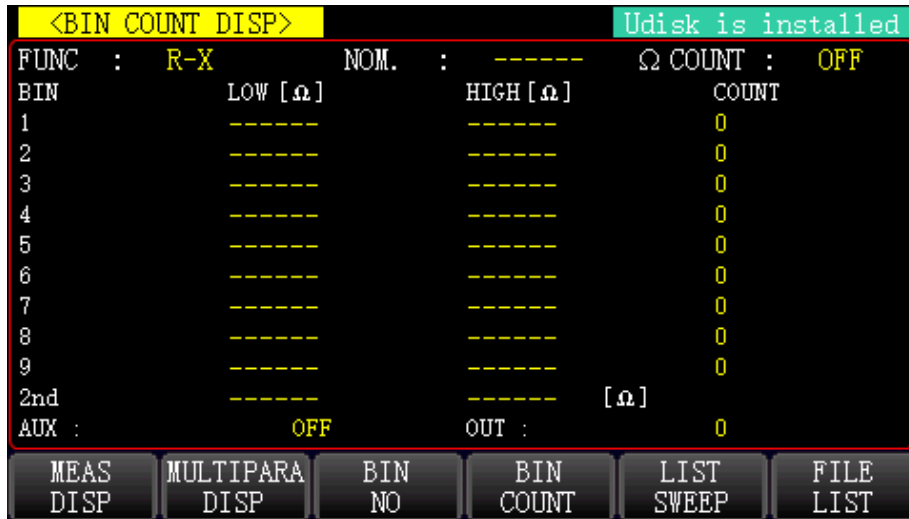 <BIN COUNT DISP> Udisk is installed
FUNC : R-X NOM. : ------ Ω COUNT : OFF
BIN LOW [Ω] HIGH [Ω] COUNT
1 ------ ------ 0
2 ------ ------ 0
3 ------ ------ 0
4 ------ ------ 0
5 ------ ------ 0
6 ------ ------ 0
7 ------ ------ 0
8 ------ ------ 0
9 ------ ------ 0
2nd ------ ------ [Ω]
AUX : OFF OUT : 0
MEAS DISP MULTIPARA DISP BIN NO BIN COUNT LIST SWEEP FILE LIST